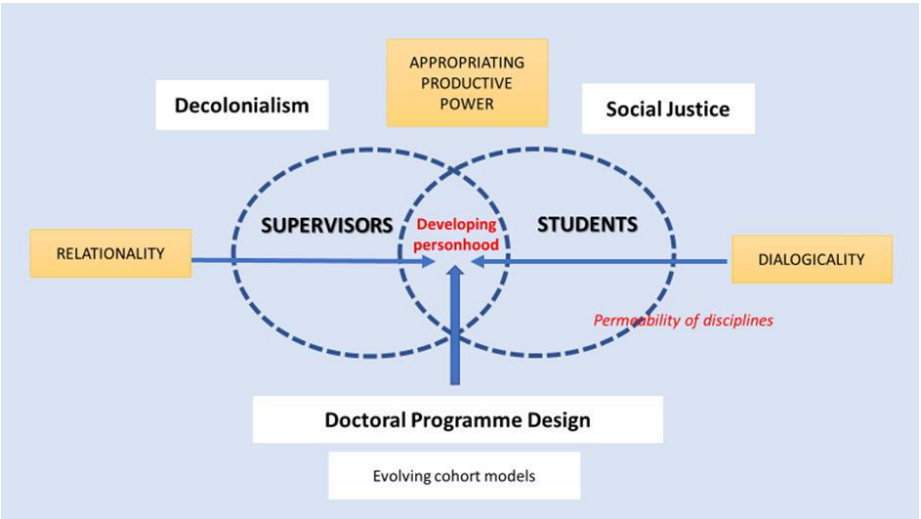 APPROPRIATING
PRODUCTIVE
POWER
Decolonialism
Social Justice
SUPERVISORS
Developing
personhood
STUDENTS
RELATIONALITY
DIALOGICALITY
Permeability of disciplines
Doctoral Programme Design
Evolving cohort models